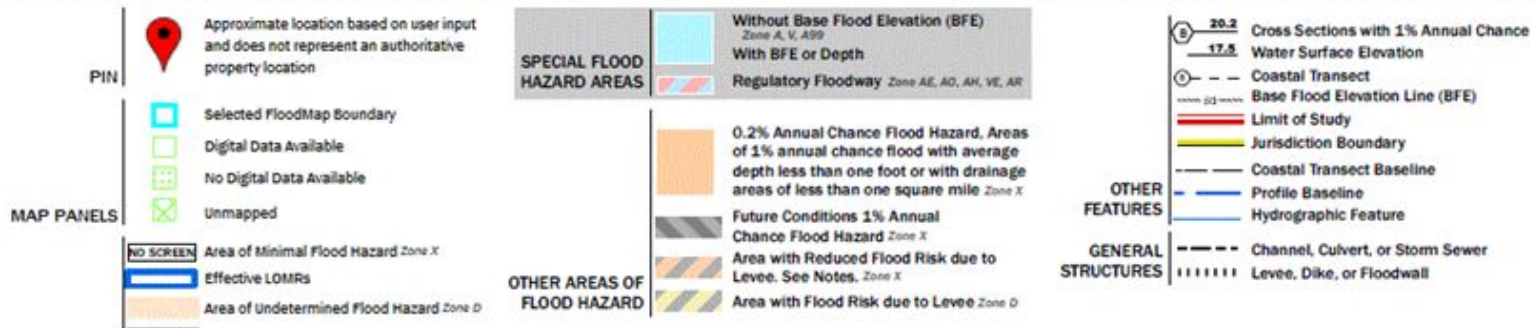 PIN
Approximate location based on user input
and does not represent an authoritative
property location
MAP PANELS
Selected FloodMap Boundary
Digital Data Available
No Digital Data Available
Unmapped
NO SCREEN Area of Minimal Flood Hazard Zone X
Effective LOMRs
Area of Undetermined Flood Hazard Zone D
SPECIAL FLOOD
HAZARD AREAS
Without Base Flood Elevation (BFE)
Zone A, V, A99
With BFE or Depth
Regulatory Floodway Zone AE, AO, AH, VE, AR
OTHER AREAS OF
FLOOD HAZARD
0.2% Annual Chance Flood Hazard, Areas
of 1% annual chance flood with average
depth less than one foot or with drainage
areas of less than one square mile Zone X
Future Conditions 1% Annual
Chance Flood Hazard Zone X
Area with Reduced Flood Risk due to
Levee. See Notes. Zone X
Area with Flood Risk due to Levee Zone D
OTHER
FEATURES
B 20.2 Cross Sections with 1% Annual Chance
17.5 Water Surface Elevation
Coastal Transect
Base Flood Elevation Line (BFE)
Limit of Study
Jurisdiction Boundary
Coastal Transect Baseline
Profile Baseline
Hydrographic Feature
GENERAL
STRUCTURES
Channel, Culvert, or Storm Sewer
Levee, Dike, or Floodwall